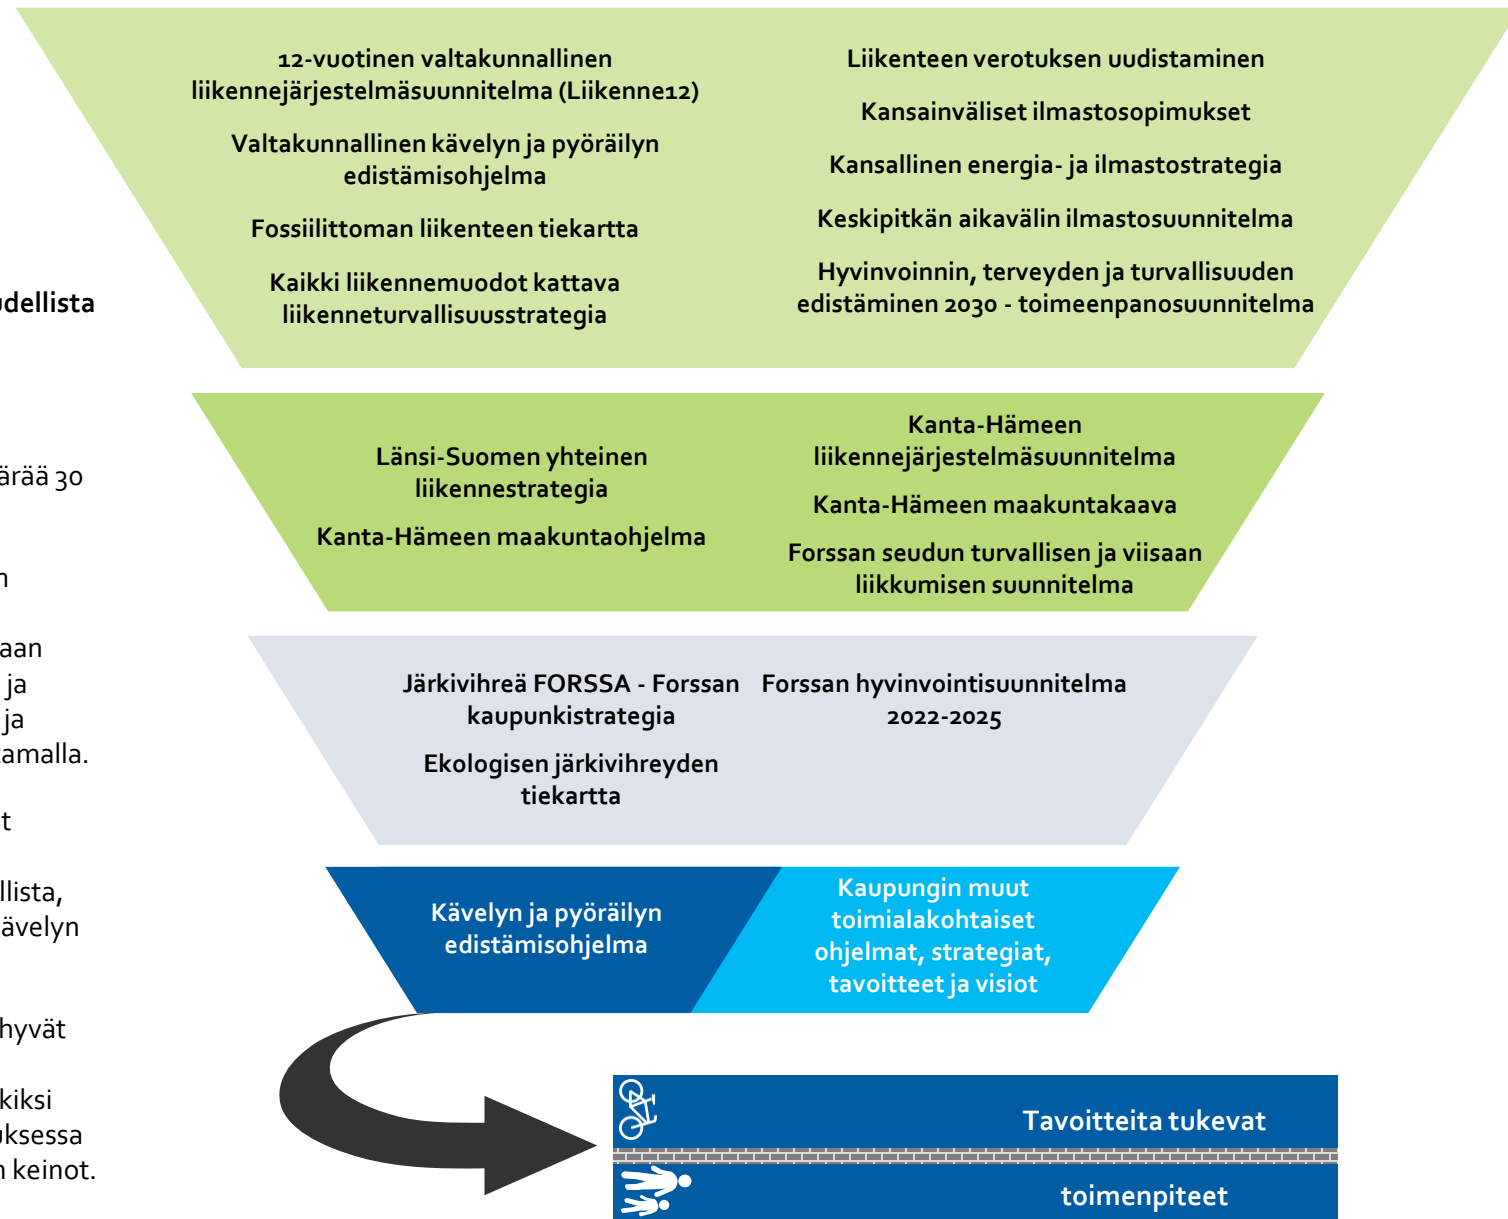 udellista
ärää 30
n
aan
ja
ja
amalla.
t
llista,
ävelyn
hyvät
kiksi
uksessa
n keinot.
12-vuotinen valtakunnallinen
liikennejärjestelmäsuunnitelma (Liikenne12)
Valtakunnallinen kävelyn ja pyöräilyn
edistämisohjelma
Fossiilittoman liikenteen tiekartta
Kaikki liikennemuodot kattava
liikenneturvallisuusstrategia
Liikenteen verotuksen uudistaminen
Kansainväliset ilmastosopimukset
Kansallinen energia- ja ilmastostrategia
Keskipitkän aikavälin ilmastosuunnitelma
Hyvinvoinnin, terveyden ja turvallisuuden
edistäminen 2030 - toimeenpanosuunnitelma
Länsi-Suomen yhteinen
liikennestrategia
Kanta-Hämeen maakuntaohjelma
Kanta-Hämeen
liikennejärjestelmäsuunnitelma
Kanta-Hämeen maakuntakaava
Forssan seudun turvallisen ja viisaan
liikkumisen suunnitelma
Järkivihreä FORSSA - Forssan
kaupunkistrategia
Ekologisen järkivihreyden
tiekartta
Forssan hyvinvointisuunnitelma
2022-2025
Kävelyn ja pyöräilyn
edistämisohjelma
Kaupungin muut
toimialakohtaiset
ohjelmat, strategiat,
tavoitteet ja visiot
Tavoitteita tukevat
toimenpiteet